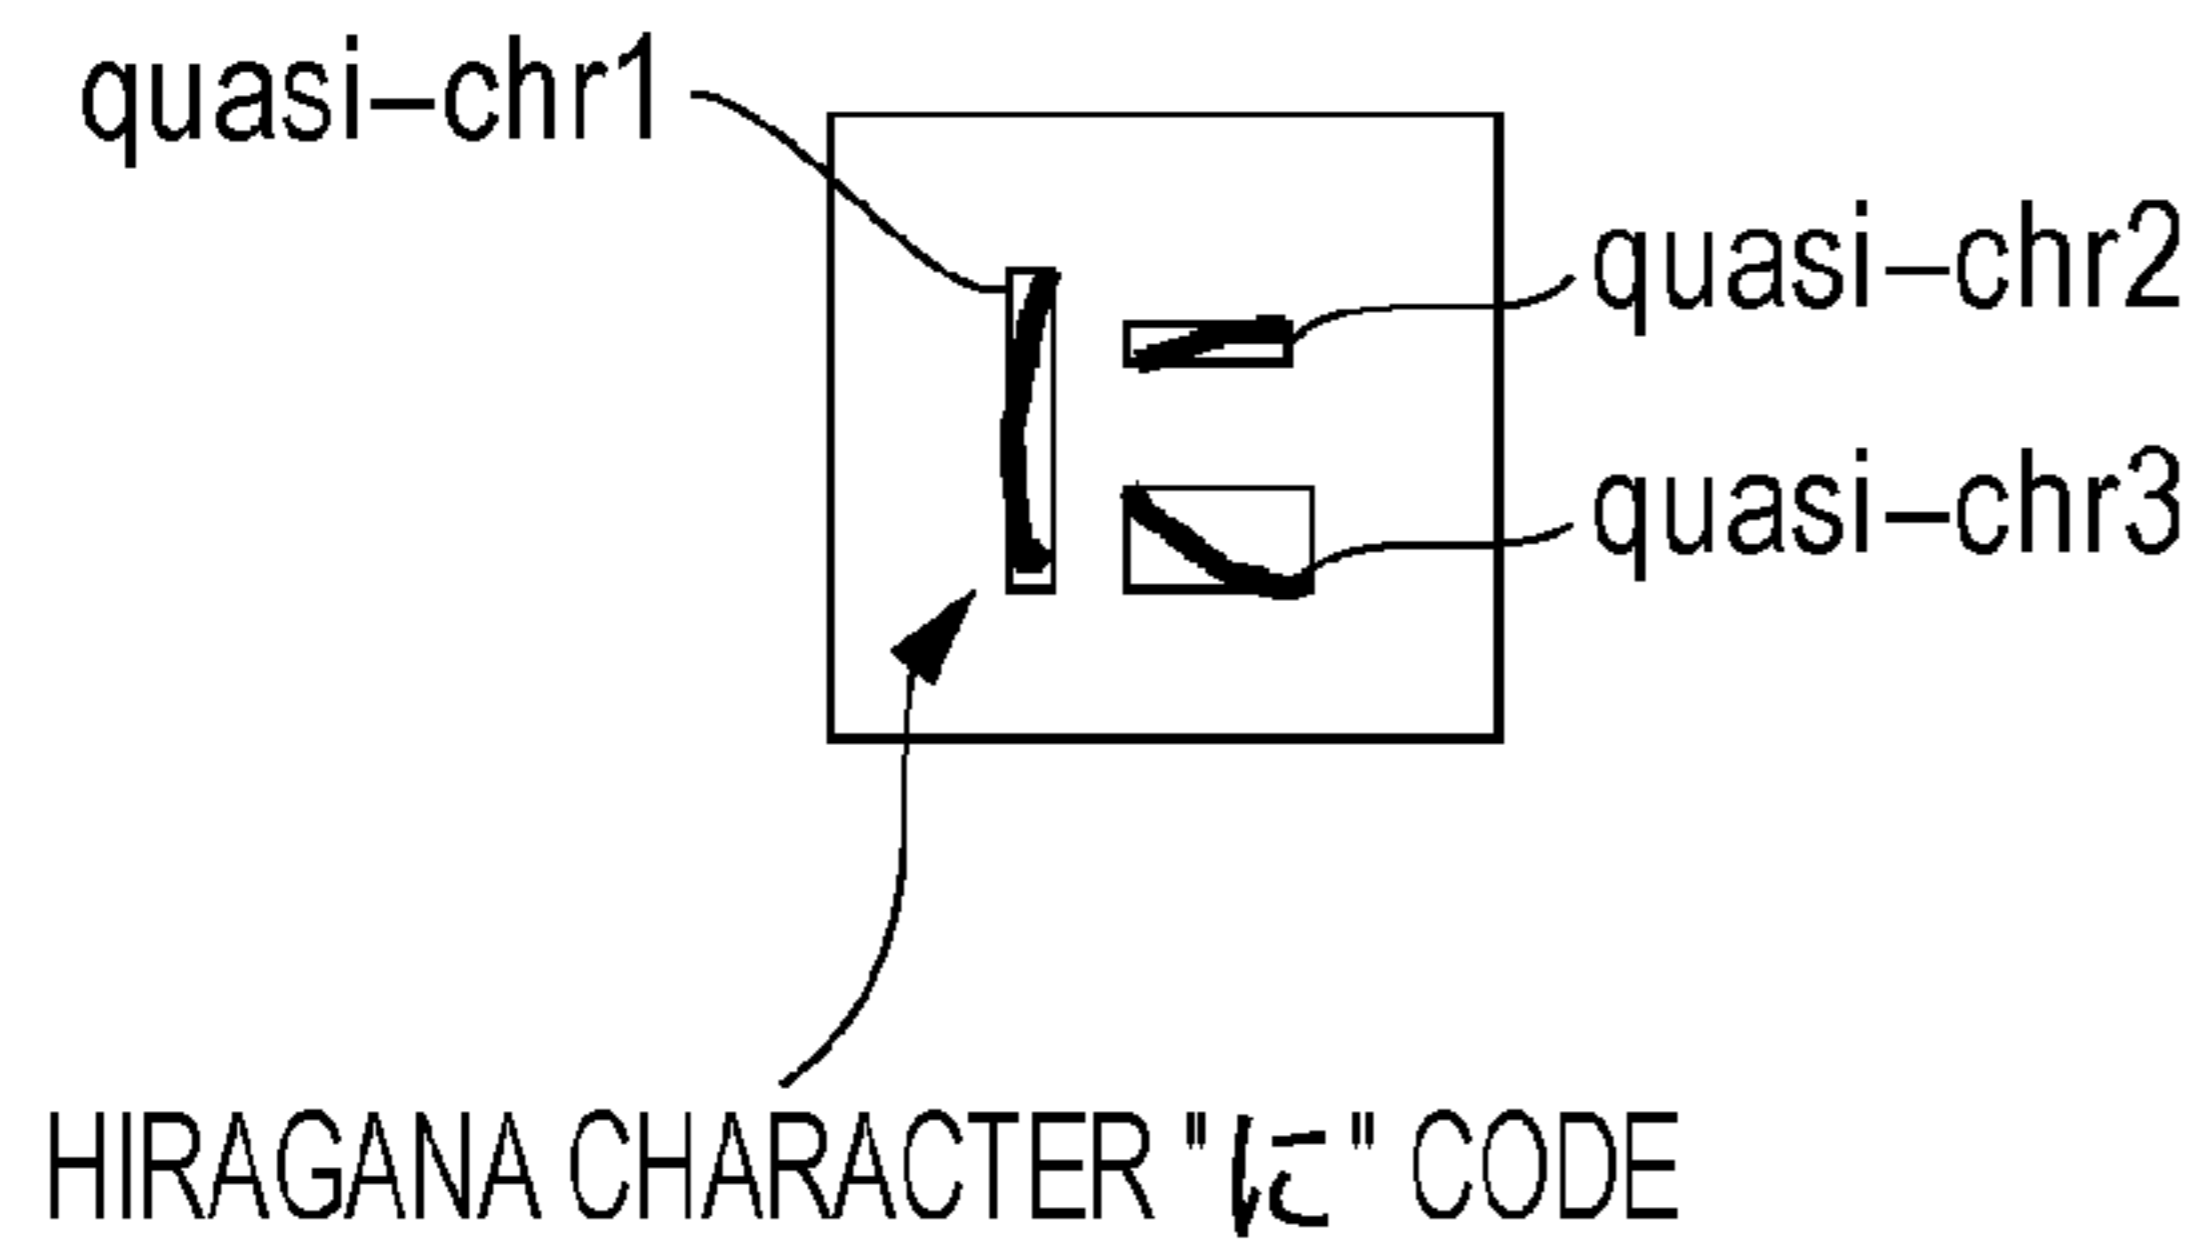 quasi-chr1
quasi-chr2
quasi-chr3
HIRAGANA CHARACTER "に" CODE